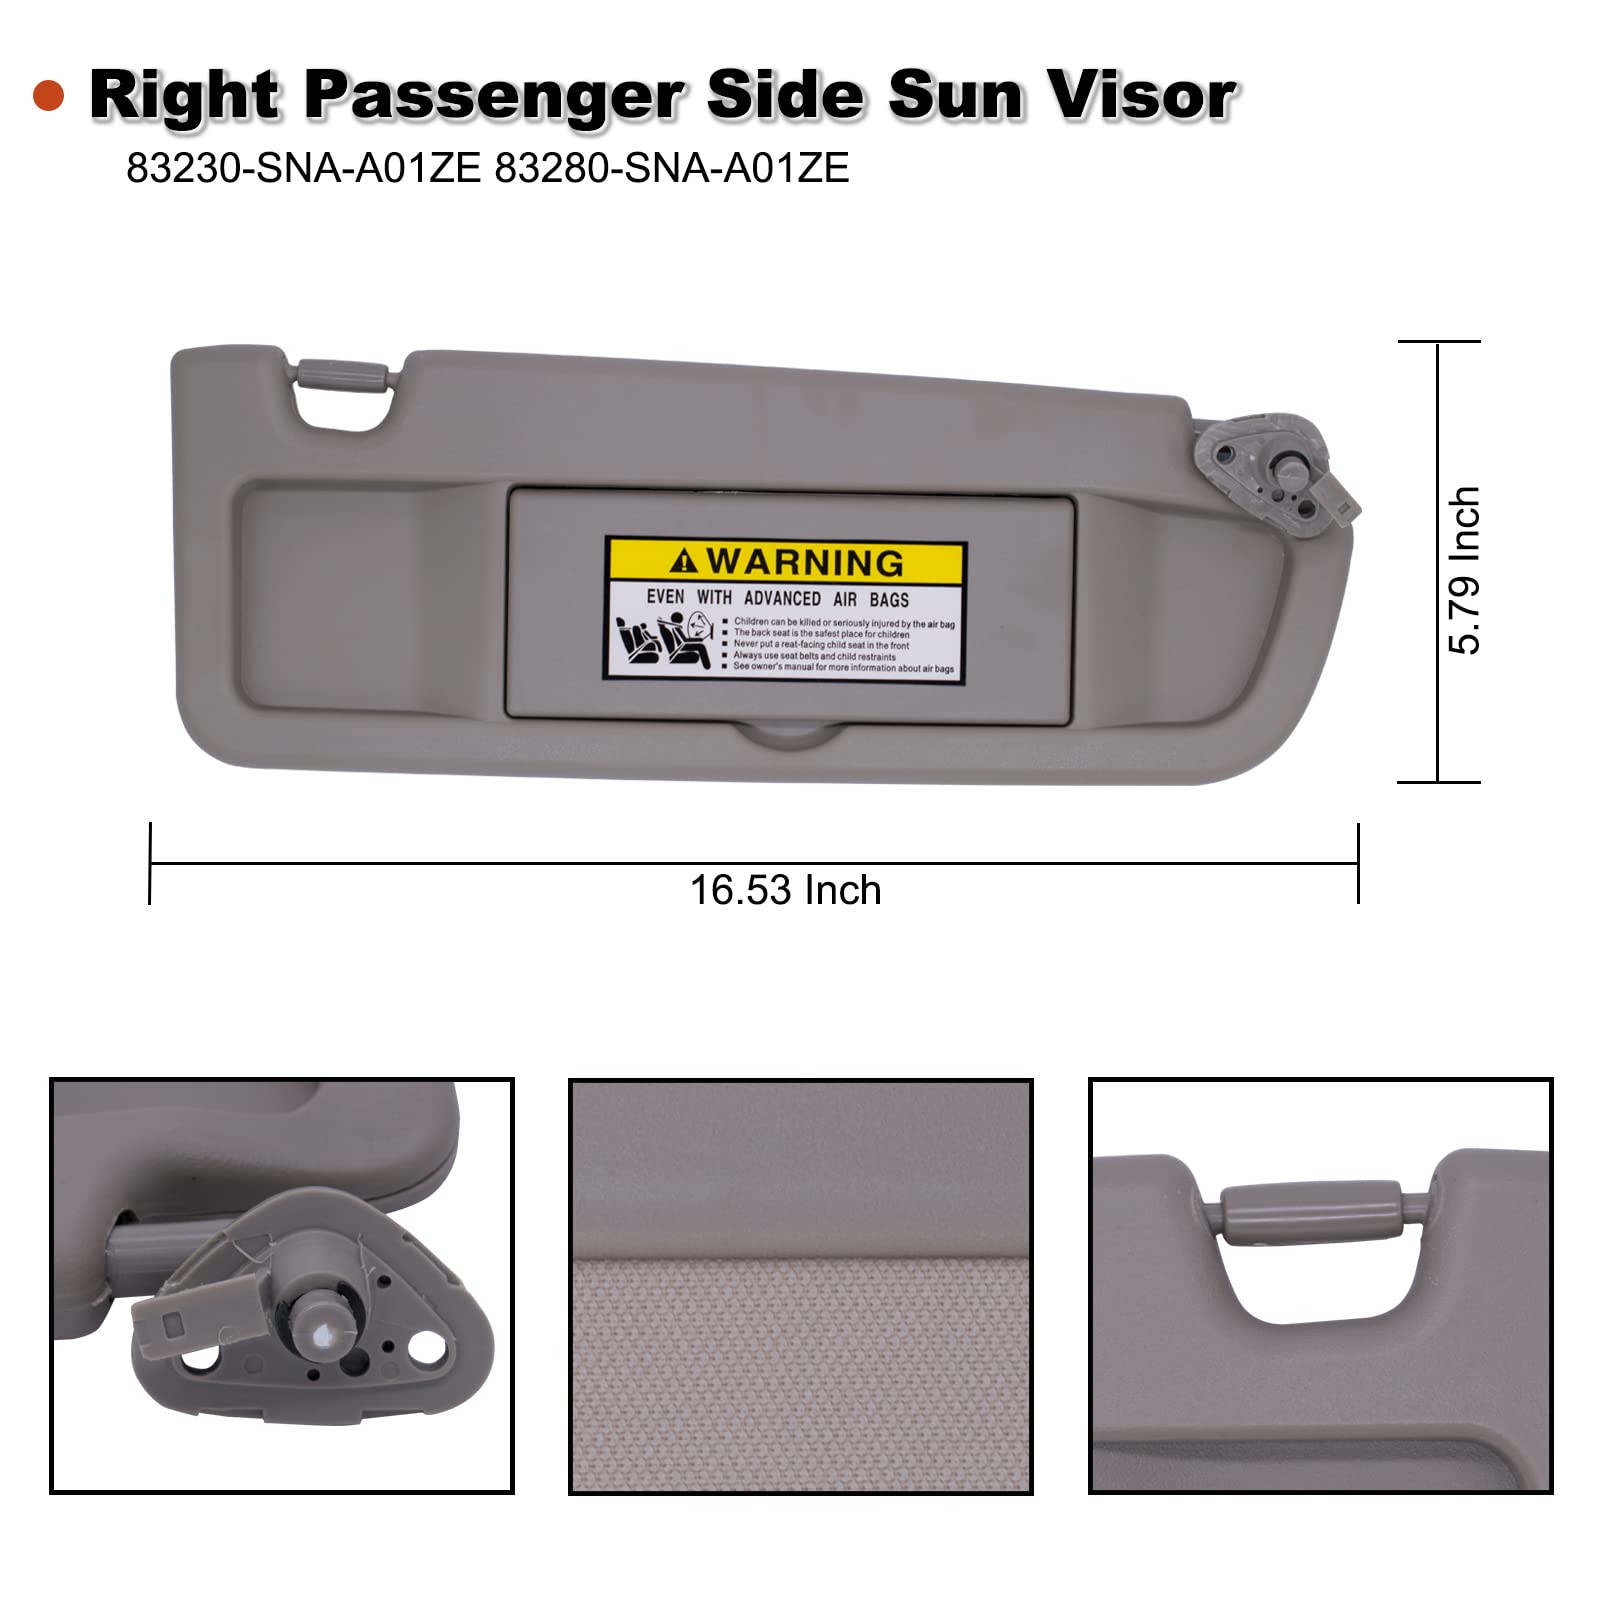 Right Passenger Side Sun Visor
83230-SNA-A01ZE 83280-SNA-A01ZE
WARNING
EVEN WITH ADVANCED AIR BAGS
Children can be killed or seriously injured by the air bag
The back seat is the safest place for children
Never put a reat-facing child seat in the front
Always use seat belts and child restraints
See owner's manual for more information about air bags
5.79 Inch
16.53 Inch